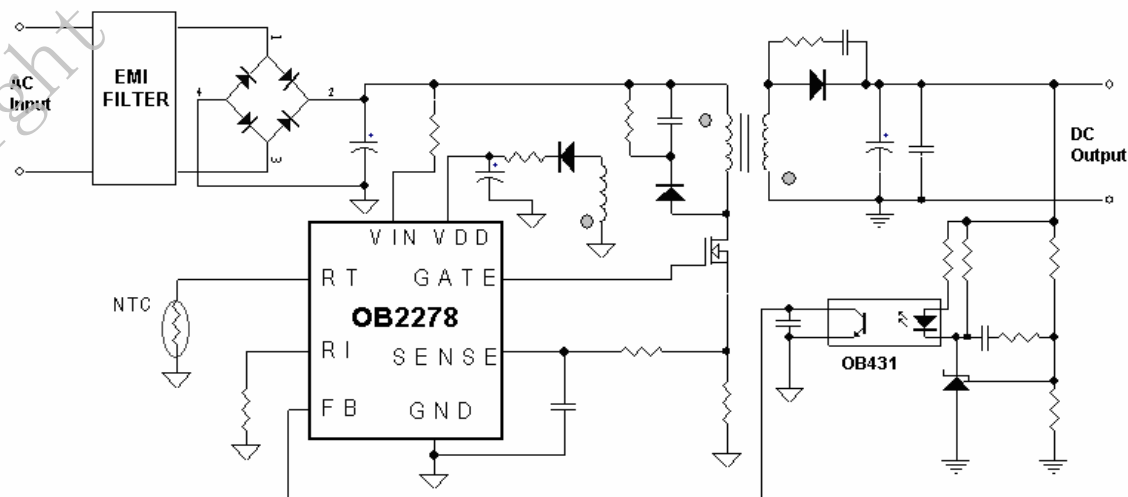 AC
Input
EMI
FILTER
1
2
3
4
+
+
+
DC
Output
VIN VDD
RT GATE
NTC
OB2278
RI SENSE
FB GND
OB431